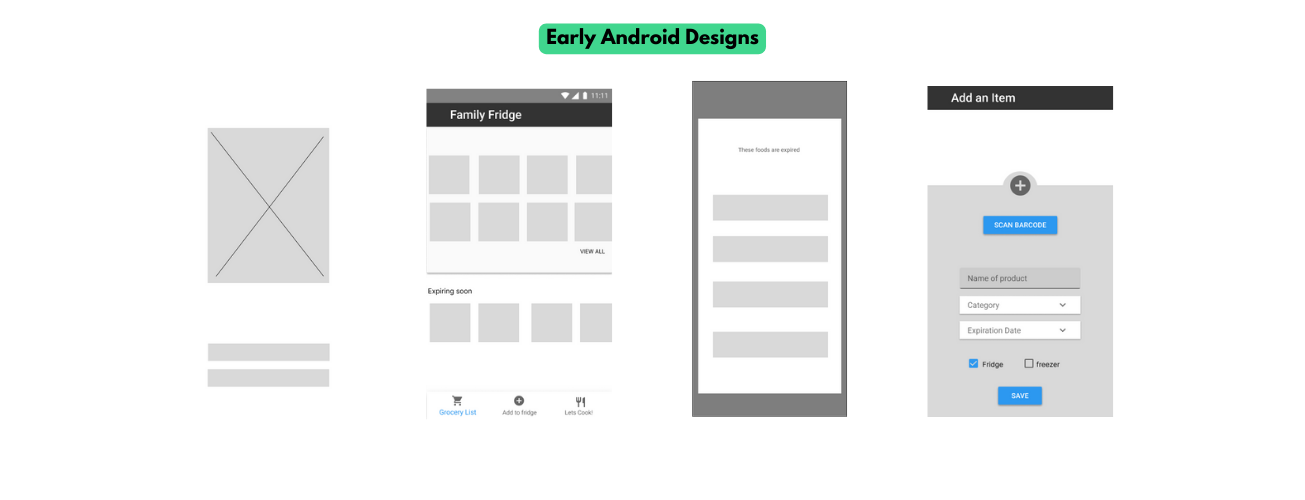 Early Android Designs
11:11
Family Fridge
VIEW ALL
Expiring soon
Grocery List
Add to fridge
Lets Cook!
These foods are expired
Add an Item
SCAN BARCODE
Name of product
Category
Expiration Date
Fridge
freezer
SAVE